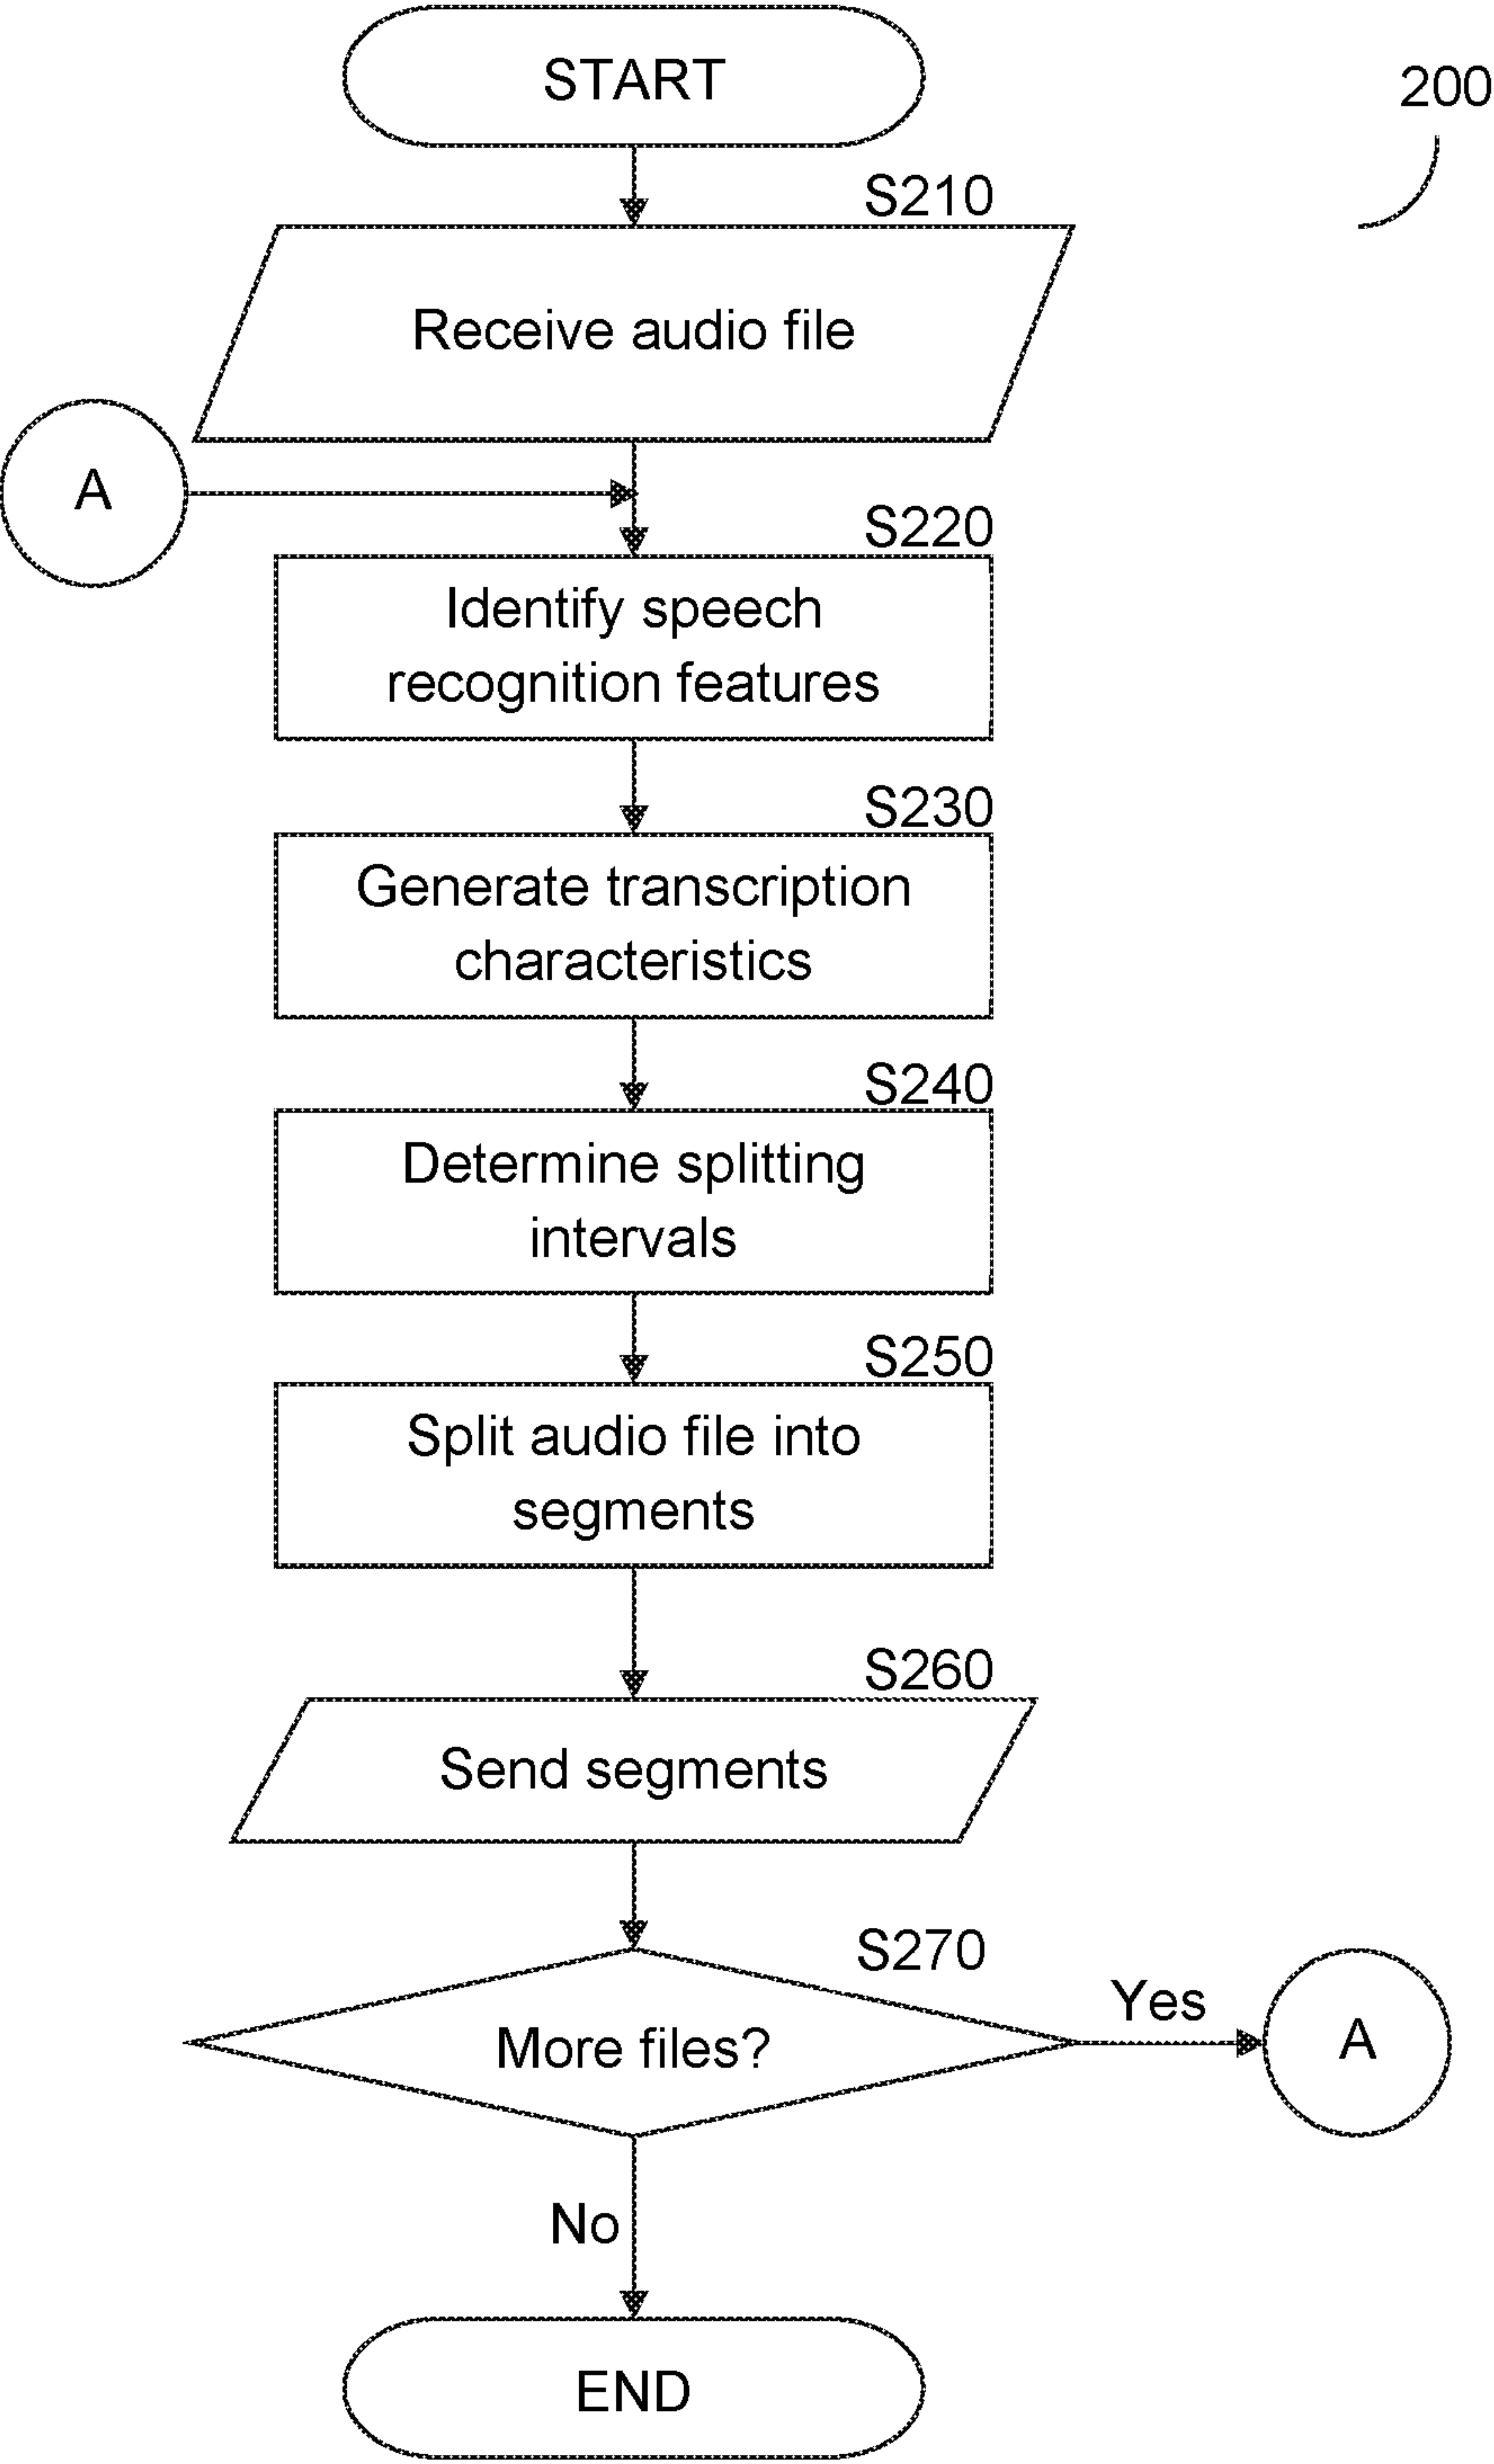 START
200
S210
Receive audio file
A
S220
Identify speech
recognition features
S230
Generate transcription
characteristics
S240
Determine splitting
intervals
S250
Split audio file into
segments
S260
Send segments
S270
Yes
More files?
A
No
END